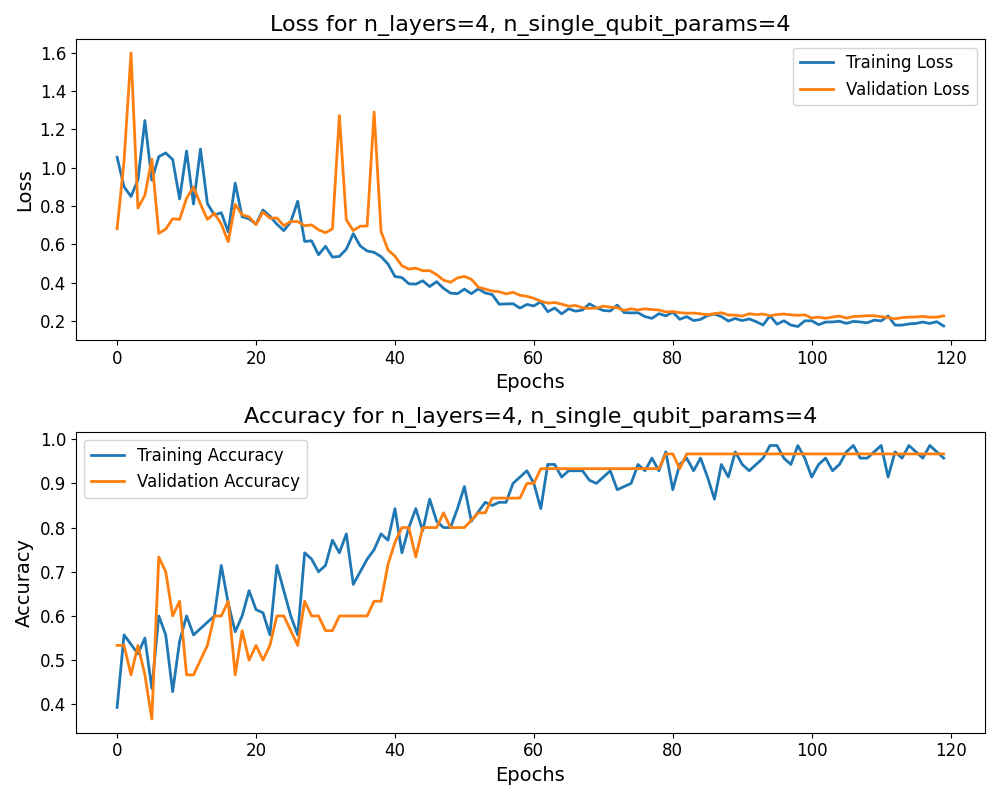 Loss for n_layers=4, n_single_qubit_params=4
1.6
1.4
1.2
1.0
0.8
0.6
0.4
0.2
Loss
Training Loss
Validation Loss
0 20 40 60 80 100 120
Epochs
Accuracy for n_layers=4, n_single_qubit_params=4
1.0
0.9
0.8
0.7
0.6
0.5
0.4
Accuracy
Training Accuracy
Validation Accuracy
0 20 40 60 80 100 120
Epochs